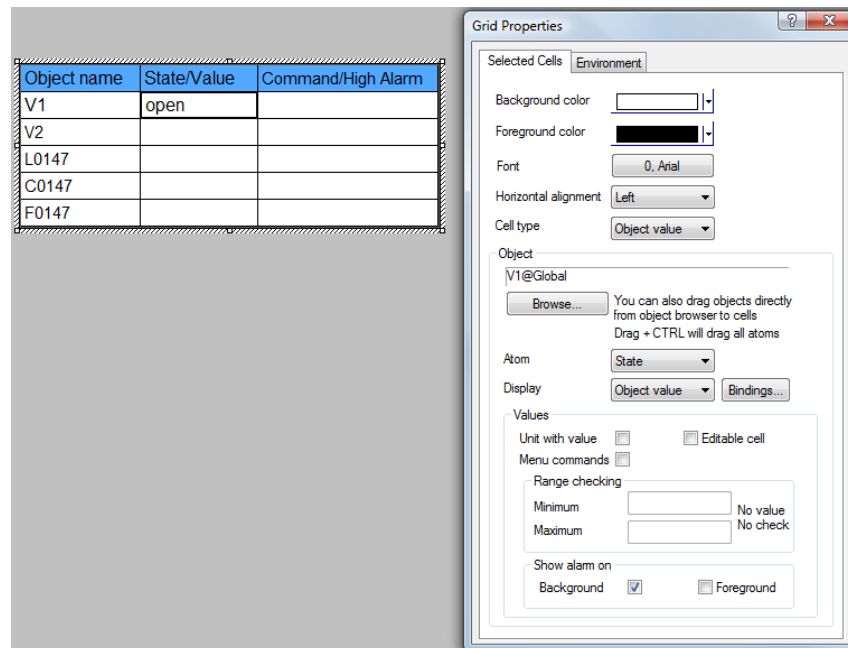 Object name State/Value Command/High Alarm
V1 open
V2
L0147
C0147
F0147
Grid Properties
Selected Cells Environment
Background color
Foreground color
Font 0, Arial
Horizontal alignment Left
Cell type Object value
Object
V1@Global
Browse... You can also drag objects directly
from object browser to cells
Drag + CTRL will drag all atoms
Atom State
Display Object value Bindings...
Values
Unit with value Editable cell
Menu commands
Range checking
Minimum No value
Maximum No check
Show alarm on
Background Foreground